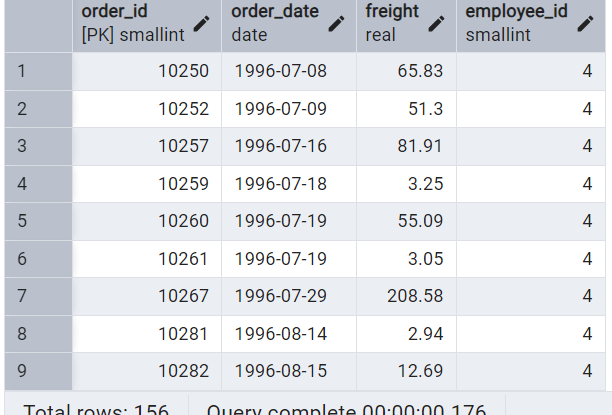 order_id order_date freight employee_id
[PK] smallint date real smallint
1 10250 1996-07-08 65.83 4
2 10252 1996-07-09 51.3 4
3 10257 1996-07-16 81.91 4
4 10259 1996-07-18 3.25 4
5 10260 1996-07-19 55.09 4
6 10261 1996-07-19 3.05 4
7 10267 1996-07-29 208.58 4
8 10281 1996-08-14 2.94 4
9 10282 1996-08-15 12.69 4
Total rows: 156 Query complete 00:00:00.176